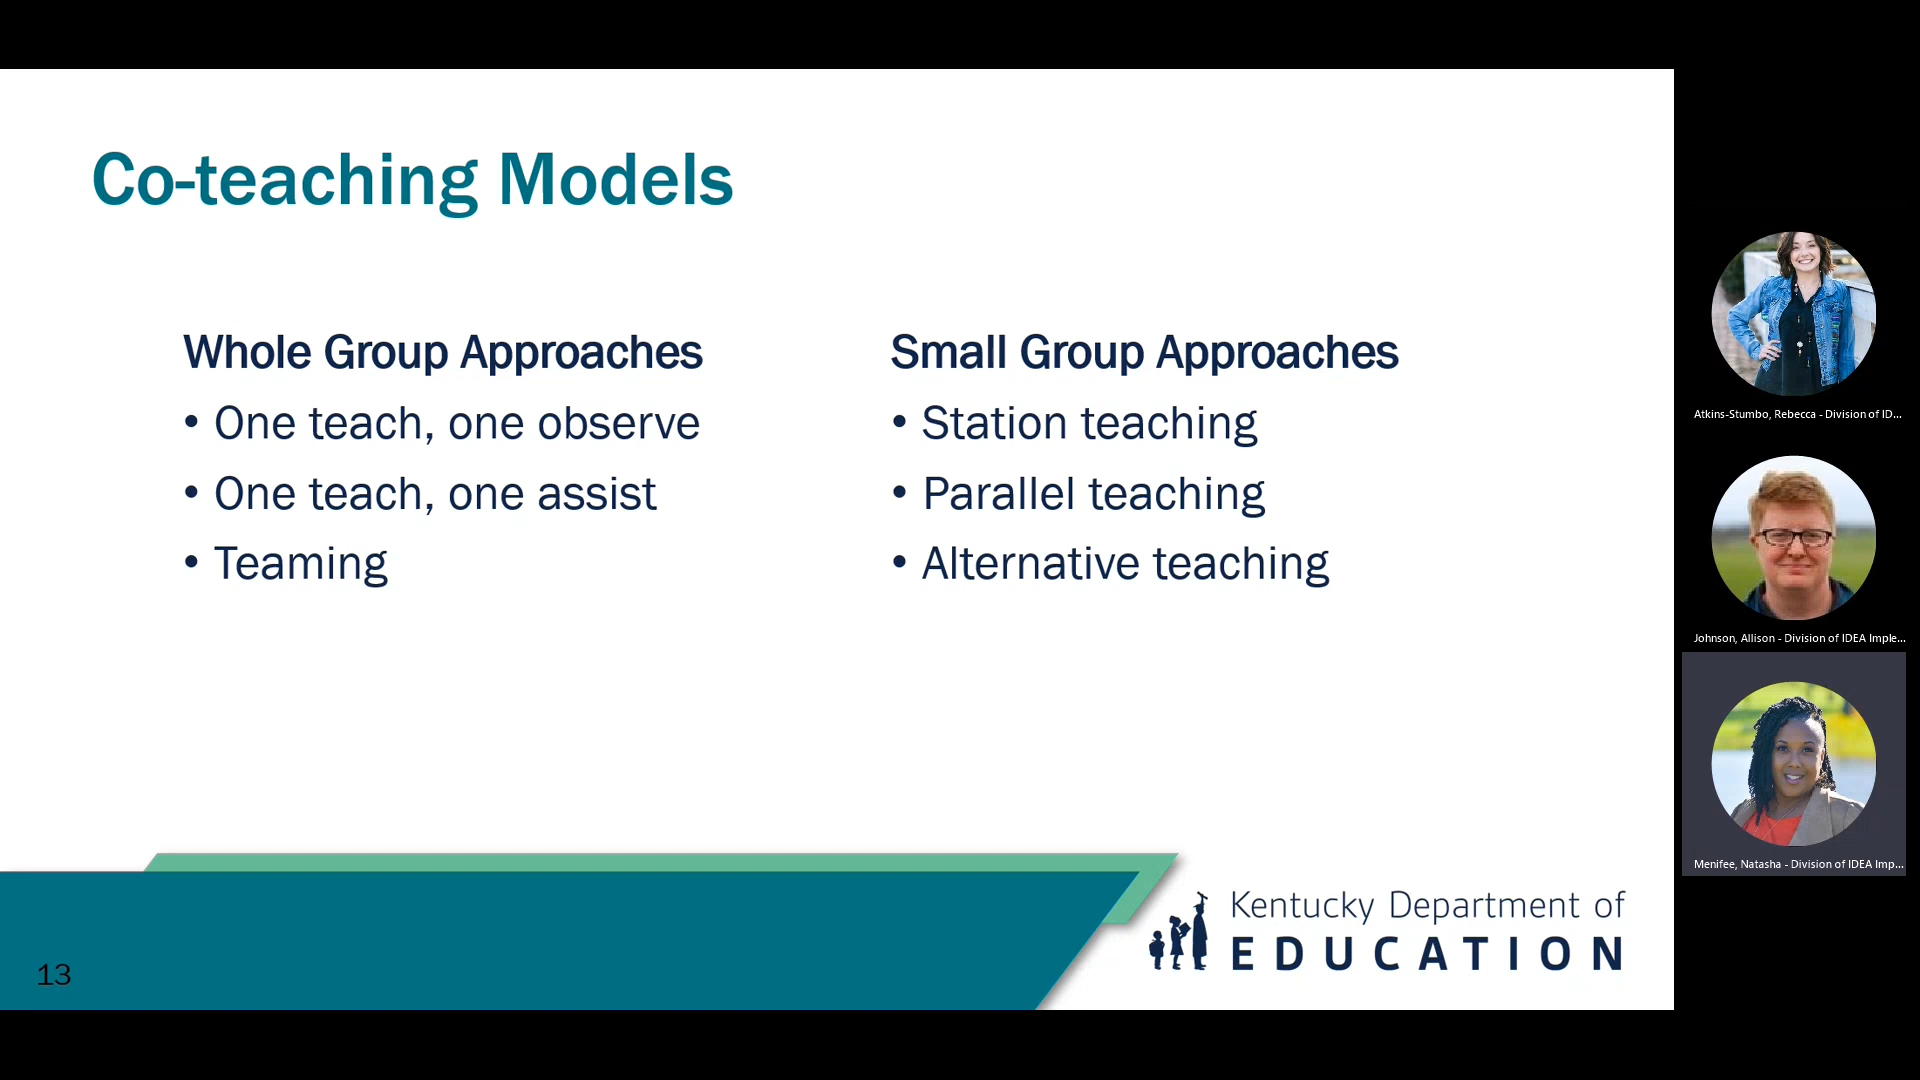 Co-teaching Models
Whole Group Approaches
• One teach, one observe
• One teach, one assist
• Teaming
Small Group Approaches
• Station teaching
• Parallel teaching
• Alternative teaching
13
Kentucky Department of
EDUCATION
Atkins-Stumbo, Rebecca - Division of ID...
Johnson, Allison - Division of IDEA Imple...
Menifee, Natasha - Division of IDEA Imp...